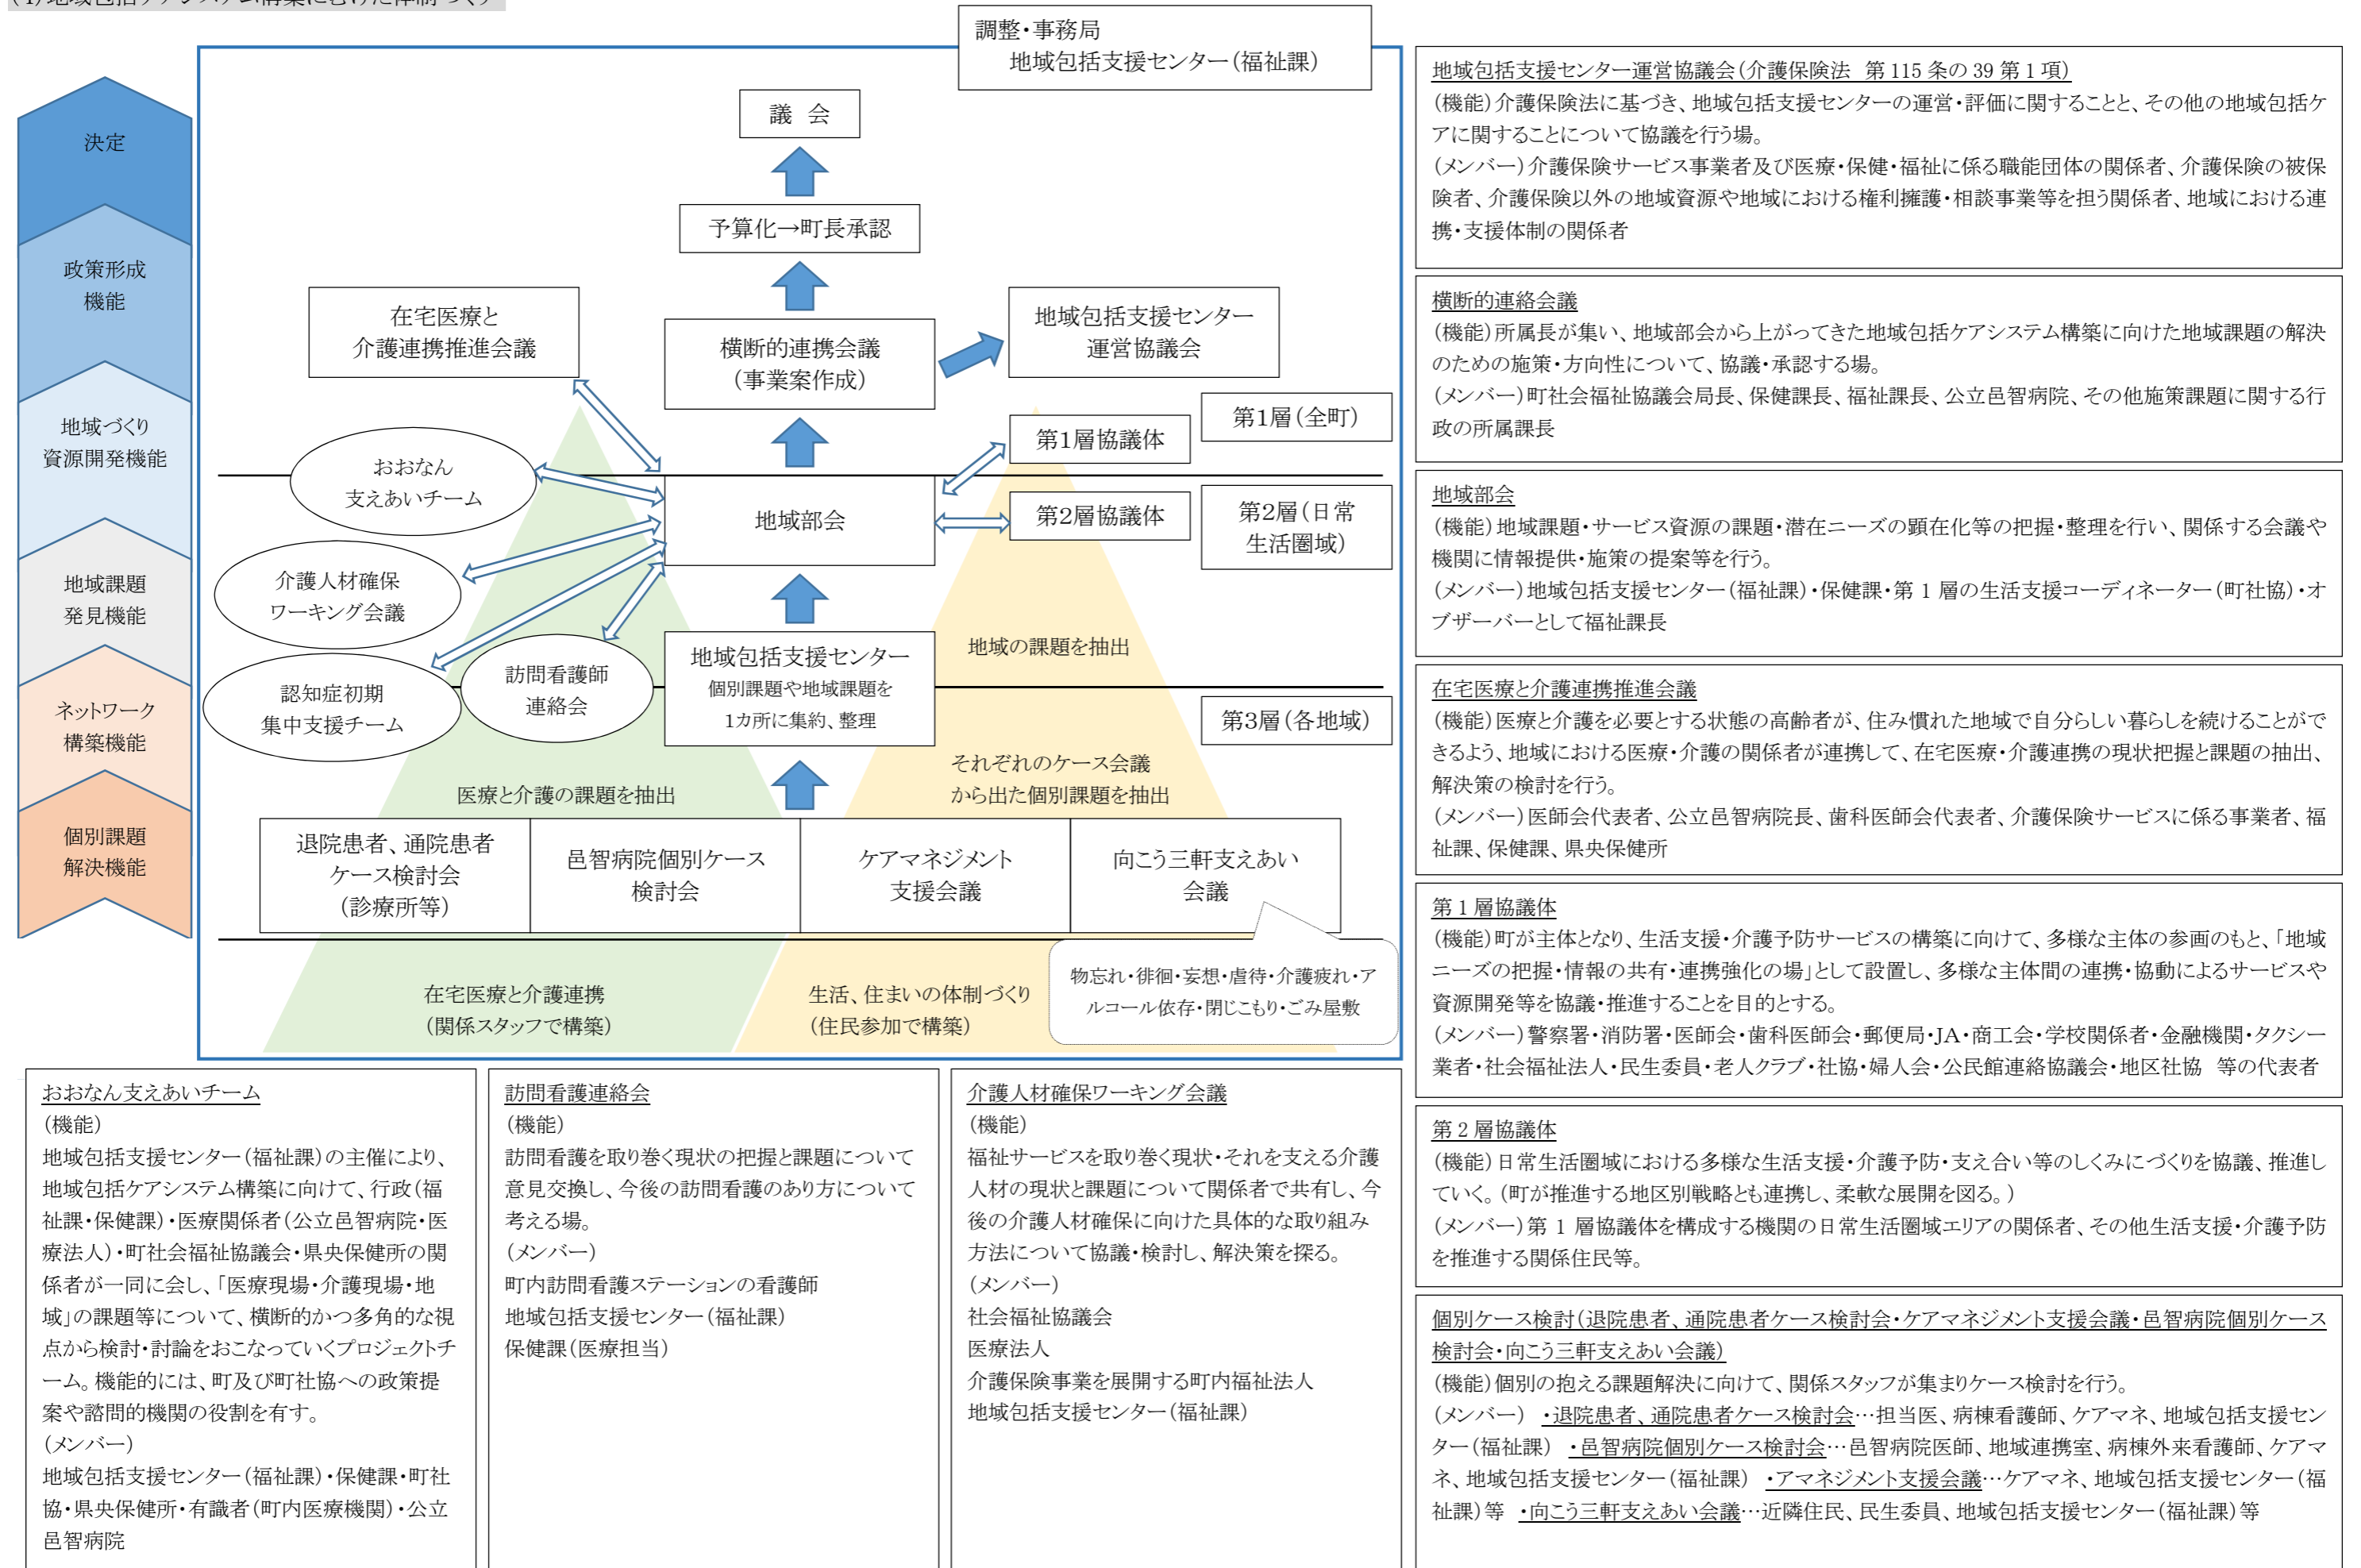 (4)地域包括ケアシステム構築にむけた体制づくり
調整・事務局
地域包括支援センター(福祉課)
決定
政策形成
機能
地域づくり
資源開発機能
地域課題
発見機能
ネットワーク
構築機能
個別課題
解決機能
議 会
予算化→町長承認
在宅医療と
介護連携推進会議
横断的連携会議
(事業案作成)
地域包括支援センター
運営協議会
第1層(全町)
第1層協議体
おおなん
支えあいチーム
地域部会
第2層協議体
第2層(日常
生活圏域)
介護人材確保
ワーキング会議
訪問看護師
連絡会
認知症初期
集中支援チーム
地域包括支援センター
個別課題や地域課題を
1カ所に集約、整理
地域の課題を抽出
第3層(各地域)
医療と介護の課題を抽出
それぞれのケース会議
から出た個別課題を抽出
退院患者、通院患者
ケース検討会
(診療所等)
邑智病院個別ケース
検討会
ケアマネジメント
支援会議
向こう三軒支えあい
会議
在宅医療と介護連携
(関係スタッフで構築)
生活、住まいの体制づくり
(住民参加で構築)
物忘れ・徘徊・妄想・虐待・介護疲れ・ア
ルコール依存・閉じこもり・ごみ屋敷
地域包括支援センター運営協議会(介護保険法 第115条の39第1項)
(機能)介護保険法に基づき、地域包括支援センターの運営・評価に関することと、その他の地域包括ケ
アに関することについて協議を行う場。
(メンバー)介護保険サービス事業者及び医療・保健・福祉に係る職能団体の関係者、介護保険の被保
険者、介護保険以外の地域資源や地域における権利擁護・相談事業等を担う関係者、地域における連
携・支援体制の関係者
横断的連絡会議
(機能)所属長が集い、地域部会から上がってきた地域包括ケアシステム構築に向けた地域課題の解決
のための施策・方向性について、協議・承認する場。
(メンバー)町社会福祉協議会局長、保健課長、福祉課長、公立邑智病院、その他施策課題に関する行
政の所属課長
地域部会
(機能)地域課題・サービス資源の課題・潜在ニーズの顕在化等の把握・整理を行い、関係する会議や
機関に情報提供・施策の提案等を行う。
(メンバー)地域包括支援センター(福祉課)・保健課・第1層の生活支援コーディネーター(町社協)・オ
ブザーバーとして福祉課長
在宅医療と介護連携推進会議
(機能)医療と介護を必要とする状態の高齢者が、住み慣れた地域で自分らしい暮らしを続けることがで
きるよう、地域における医療・介護の関係者が連携して、在宅医療・介護連携の現状把握と課題の抽出、
解決策の検討を行う。
(メンバー)医師会代表者、公立邑智病院長、歯科医師会代表者、介護保険サービスに係る事業者、福
祉課、保健課、県央保健所
第1層協議体
(機能)町が主体となり、生活支援・介護予防サービスの構築に向けて、多様な主体の参画のもと、「地域
ニーズの把握・情報の共有・連携強化の場」として設置し、多様な主体間の連携・協動によるサービスや
資源開発等を協議・推進することを目的とする。
(メンバー)警察署・消防署・医師会・歯科医師会・郵便局・JA・商工会・学校関係者・金融機関・タクシー
業者・社会福祉法人・民生委員・老人クラブ・社協・婦人会・公民館連絡協議会・地区社協 等の代表者
第2層協議体
(機能)日常生活圏域における多様な生活支援・介護予防・支え合い等のしくみにづくりを協議、推進し
ていく。(町が推進する地区別戦略とも連携し、柔軟な展開を図る。)
(メンバー)第1層協議体を構成する機関の日常生活圏域エリアの関係者、その他生活支援・介護予防
を推進する関係住民等。
個別ケース検討(退院患者、通院患者ケース検討会・ケアマネジメント支援会議・邑智病院個別ケース
検討会・向こう三軒支えあい会議)
(機能)個別の抱える課題解決に向けて、関係スタッフが集まりケース検討を行う。
(メンバー) ・退院患者、通院患者ケース検討会…担当医、病棟看護師、ケアマネ、地域包括支援セン
ター(福祉課) ・邑智病院個別ケース検討会…邑智病院医師、地域連携室、病棟外来看護師、ケアマ
ネ、地域包括支援センター(福祉課) ・アマネジメント支援会議…ケアマネ、地域包括支援センター(福
祉課)等 ・向こう三軒支えあい会議…近隣住民、民生委員、地域包括支援センター(福祉課)等
おおなん支えあいチーム
(機能)
地域包括支援センター(福祉課)の主催により、
地域包括ケアシステム構築に向けて、行政(福
祉課・保健課)・医療関係者(公立邑智病院・医
療法人)・町社会福祉協議会・県央保健所の関
係者が一同に会し、「医療現場・介護現場・地
域」の課題等について、横断的かつ多角的な視
点から検討・討論をおこなっていくプロジェクトチ
ーム。機能的には、町及び町社協への政策提
案や諮問的機関の役割を有す。
(メンバー)
地域包括支援センター(福祉課)・保健課・町社
協・県央保健所・有識者(町内医療機関)・公立
邑智病院
訪問看護連絡会
(機能)
訪問看護を取り巻く現状の把握と課題について
意見交換し、今後の訪問看護のあり方について
考える場。
(メンバー)
町内訪問看護ステーションの看護師
地域包括支援センター(福祉課)
保健課(医療担当)
介護人材確保ワーキング会議
(機能)
福祉サービスを取り巻く現状・それを支える介護
人材の現状と課題について関係者で共有し、今
後の介護人材確保に向けた具体的な取り組み
方法について協議・検討し、解決策を探る。
(メンバー)
社会福祉協議会
医療法人
介護保険事業を展開する町内福祉法人
地域包括支援センター(福祉課)